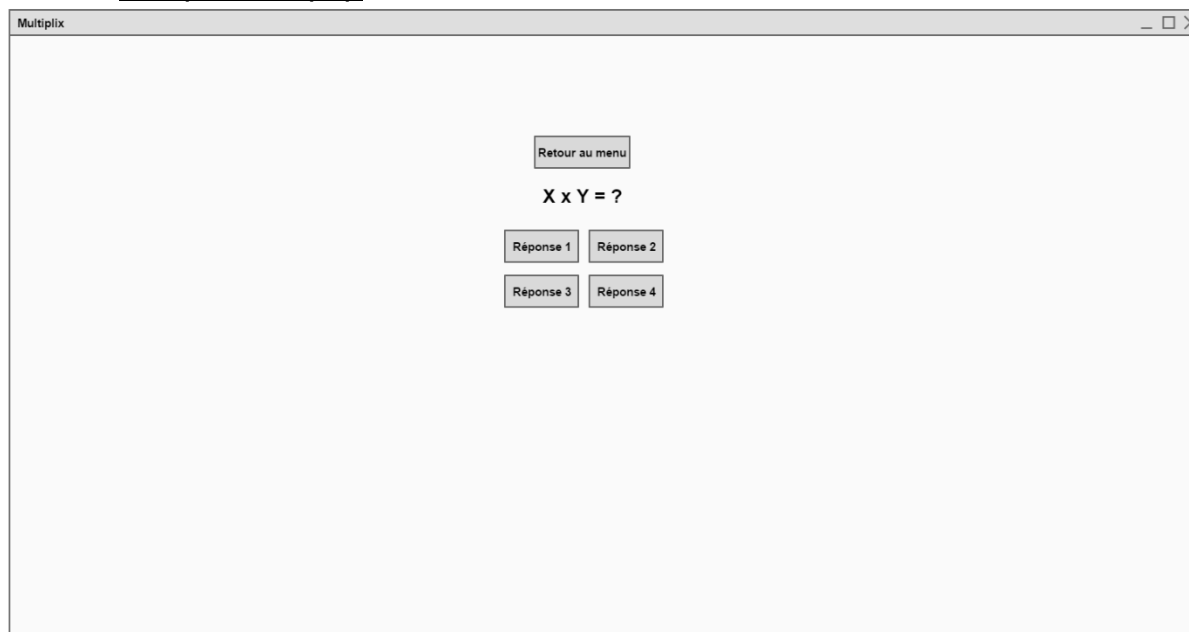 Multiplix
Retour au menu
X x Y = ?
Réponse 1 Réponse 2
Réponse 3 Réponse 4